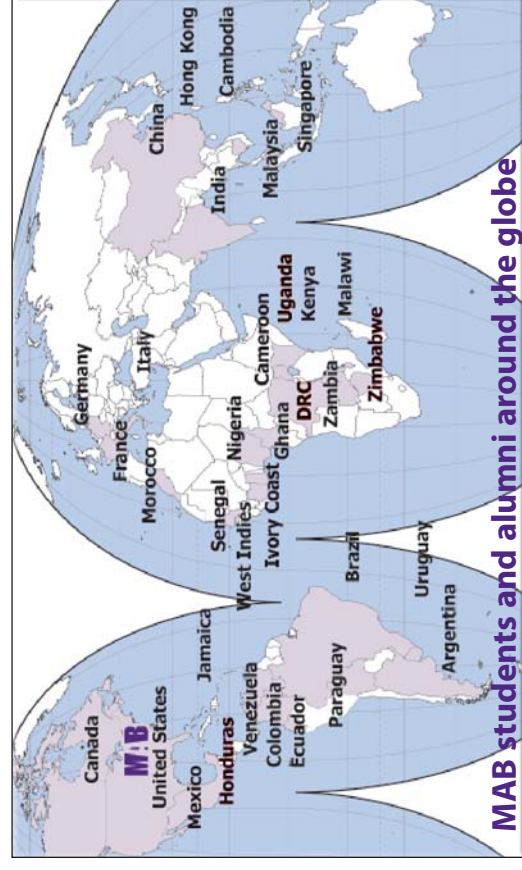 Canada
M♦B
United States
Mexico
Honduras
Jamaica
Venezuela
Colombia
Ecuador
Paraguay
Brazil
Uruguay
Argentina
Germany
France
Italy
Morocco
Senegal
West Indies
Ivory Coast
Nigeria
Ghana
Cameroon
DRC
Uganda
Kenya
Zambia
Malawi
Zimbabwe
China
Hong Kong
India
Cambodia
Malaysia
Singapore
MAB students and alumni around the globe